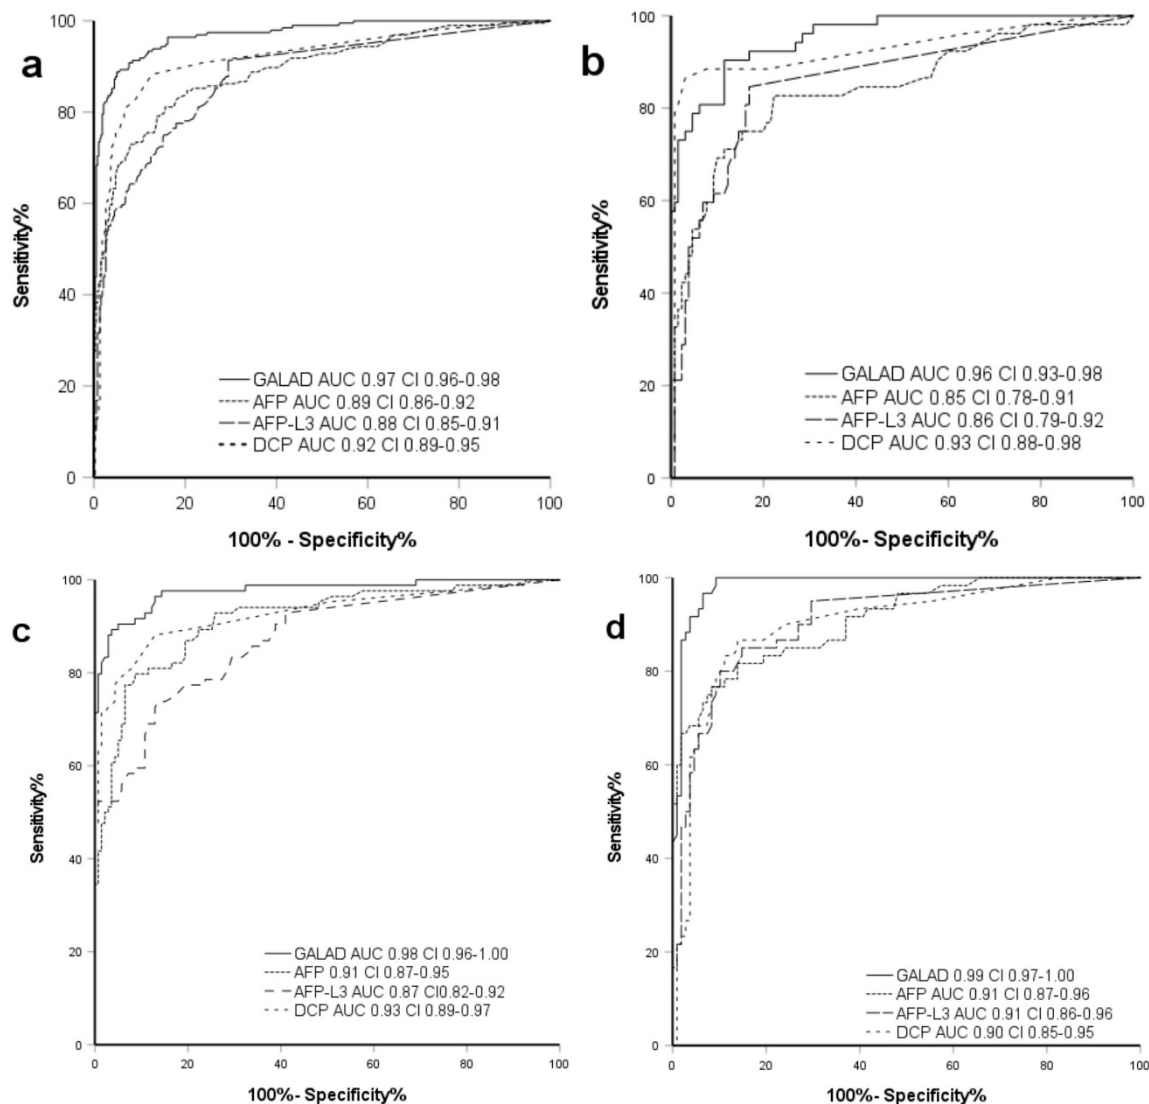 a
100
80
60
40
20
0
Sensitivity%
GALAD AUC 0.97 CI 0.96-0.98
AFP AUC 0.89 CI 0.86-0.92
AFP-L3 AUC 0.88 CI 0.85-0.91
DCP AUC 0.92 CI 0.89-0.95
0 20 40 60 80 100
100% - Specificity%
b
100
80
60
40
20
0
Sensitivity%
GALAD AUC 0.96 CI 0.93-0.98
AFP AUC 0.85 CI 0.78-0.91
AFP-L3 AUC 0.86 CI 0.79-0.92
DCP AUC 0.93 CI 0.88-0.98
0 20 40 60 80 100
100%- Specificity%
c
100
80
60
40
20
0
Sensitivity%
GALAD AUC 0.98 CI 0.96-1.00
AFP 0.91 CI 0.87-0.95
AFP-L3 AUC 0.87 CI0.82-0.92
DCP AUC 0.93 CI 0.89-0.97
0 20 40 60 80 100
100%- Specificity%
d
100
80
60
40
20
0
Sensitivity%
GALAD 0.99 CI 0.97-1.00
AFP AUC 0.91 CI 0.87-0.96
AFP-L3 AUC 0.91 CI 0.86-0.96
DCP AUC 0.90 CI 0.85-0.95
0 20 40 60 80 100
100%- Specificity%